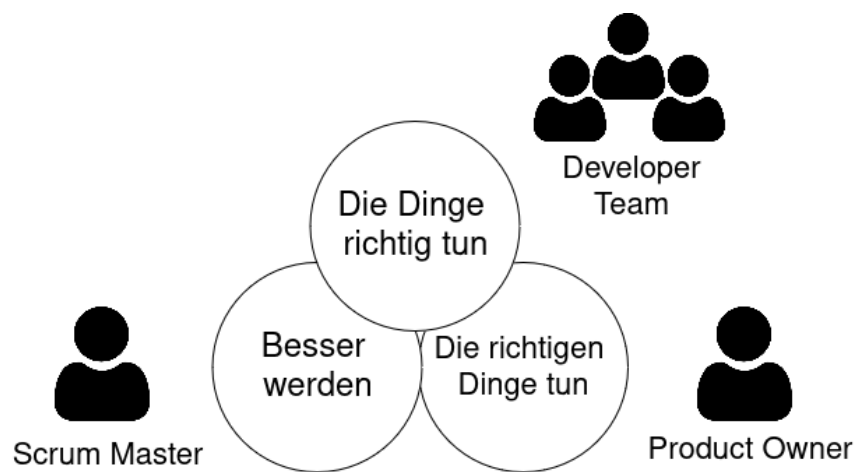 Developer
Team
Die Dinge
richtig tun
Besser
werden
Die richtigen
Dinge tun
Scrum Master
Product Owner